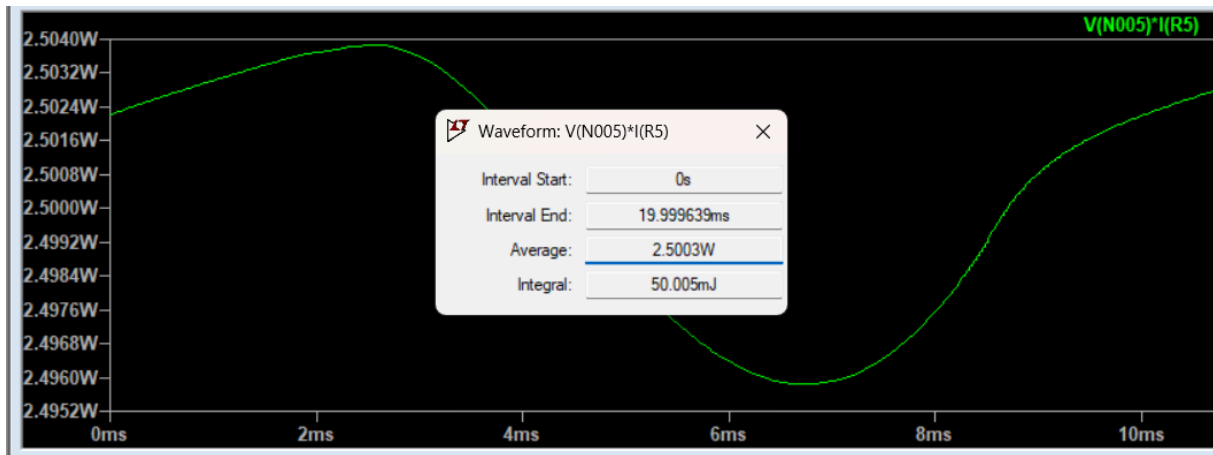 V(N005)*I(R5)
2.5040W
2.5032W
2.5024W
2.5016W
2.5008W
2.5000W
2.4992W
2.4984W
2.4976W
2.4968W
2.4960W
2.4952W
Waveform: V(N005)*I(R5)
Interval Start: 0s
Interval End: 19.999639ms
Average: 2.5003W
Integral: 50.005mJ
0ms 2ms 4ms 6ms 8ms 10ms